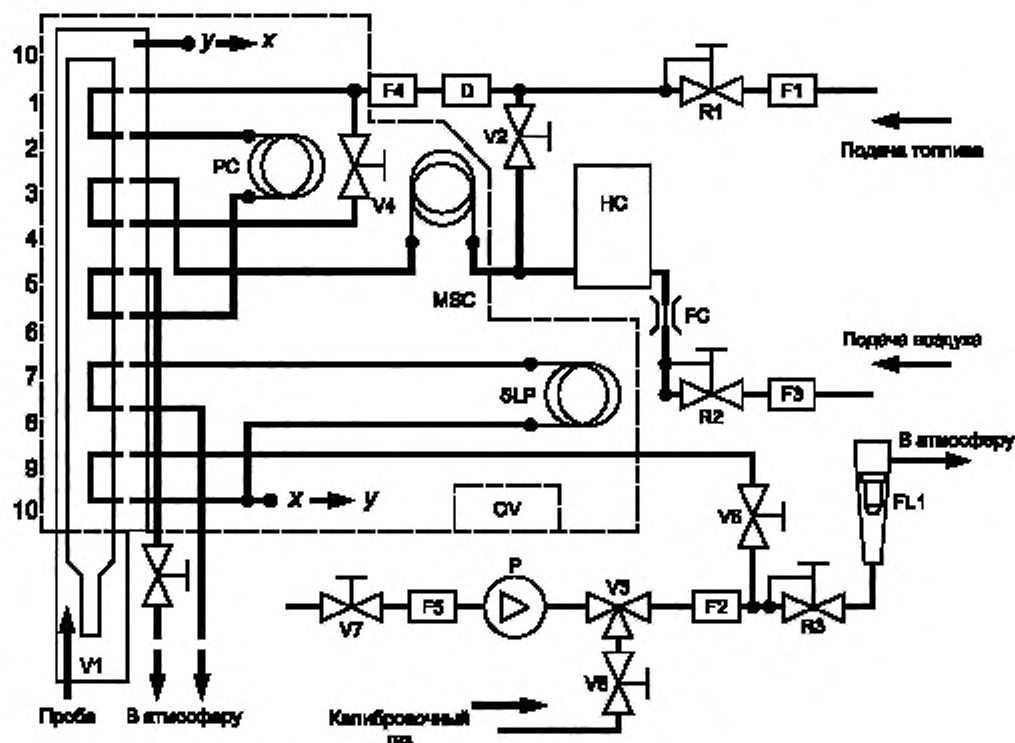 10
y x
1
2
3
4
5
6
7
8
9
10
F4
D
V2
R1
F1
Подача топлива
PC
V4
HC
MSC
FC
Подача воздуха
R2
F3
SLP
В атмосферу
FL1
x y
OV
V6
P
V5
V7
F5
F2
R3
V1
V8
Проба
В атмосферу
Калибровочный
газ